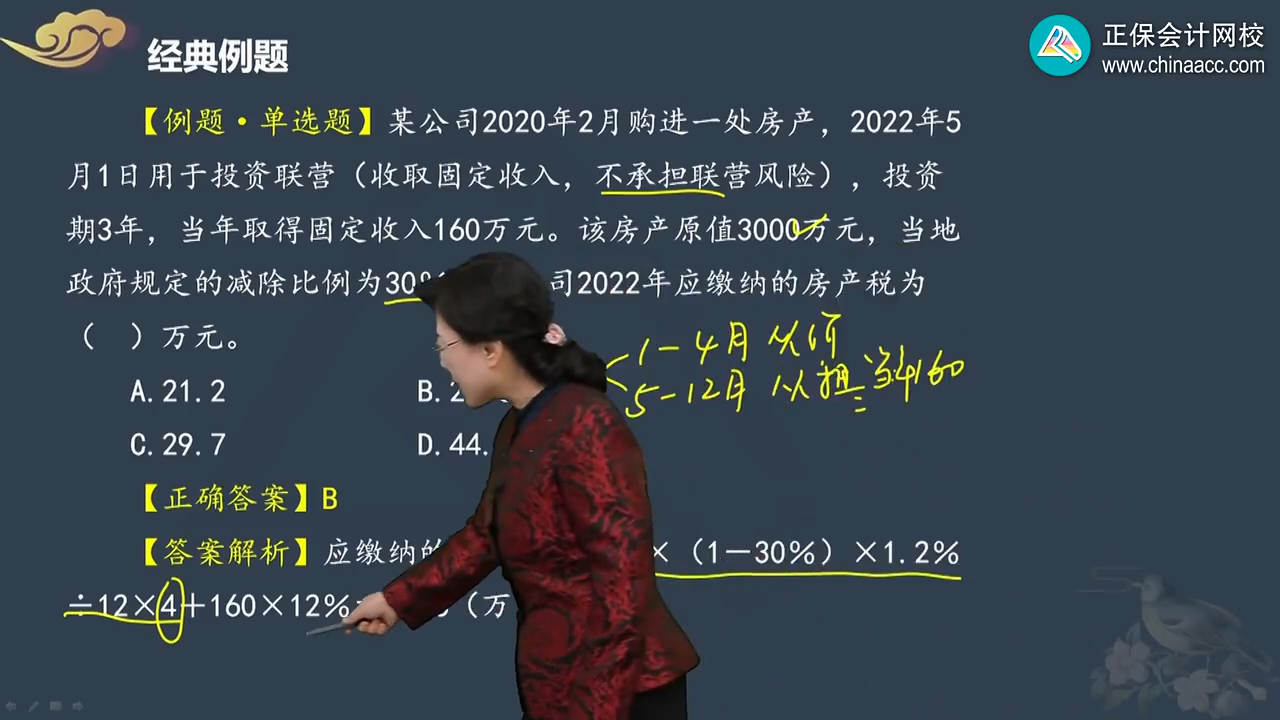 经典例题
正保会计网校
www.chinaacc.com
【例题·单选题】某公司2020年2月购进一处房产，2022年5
月1日用于投资联营（收取固定收入，不承担联营风险），投资
期3年，当年取得固定收入160万元。该房产原值3000万元，当地
政府规定的减除比例为30% 司2022年应缴纳的房产税为
（ ）万元。
1-4月 从价
5-12月 从租 当年160
A.21.2 B.2
C.29.7 D.44.
【正确答案】B
【答案解析】应缴纳的 ×（1－30%）×1.2%
÷12×4＋160×12% （万